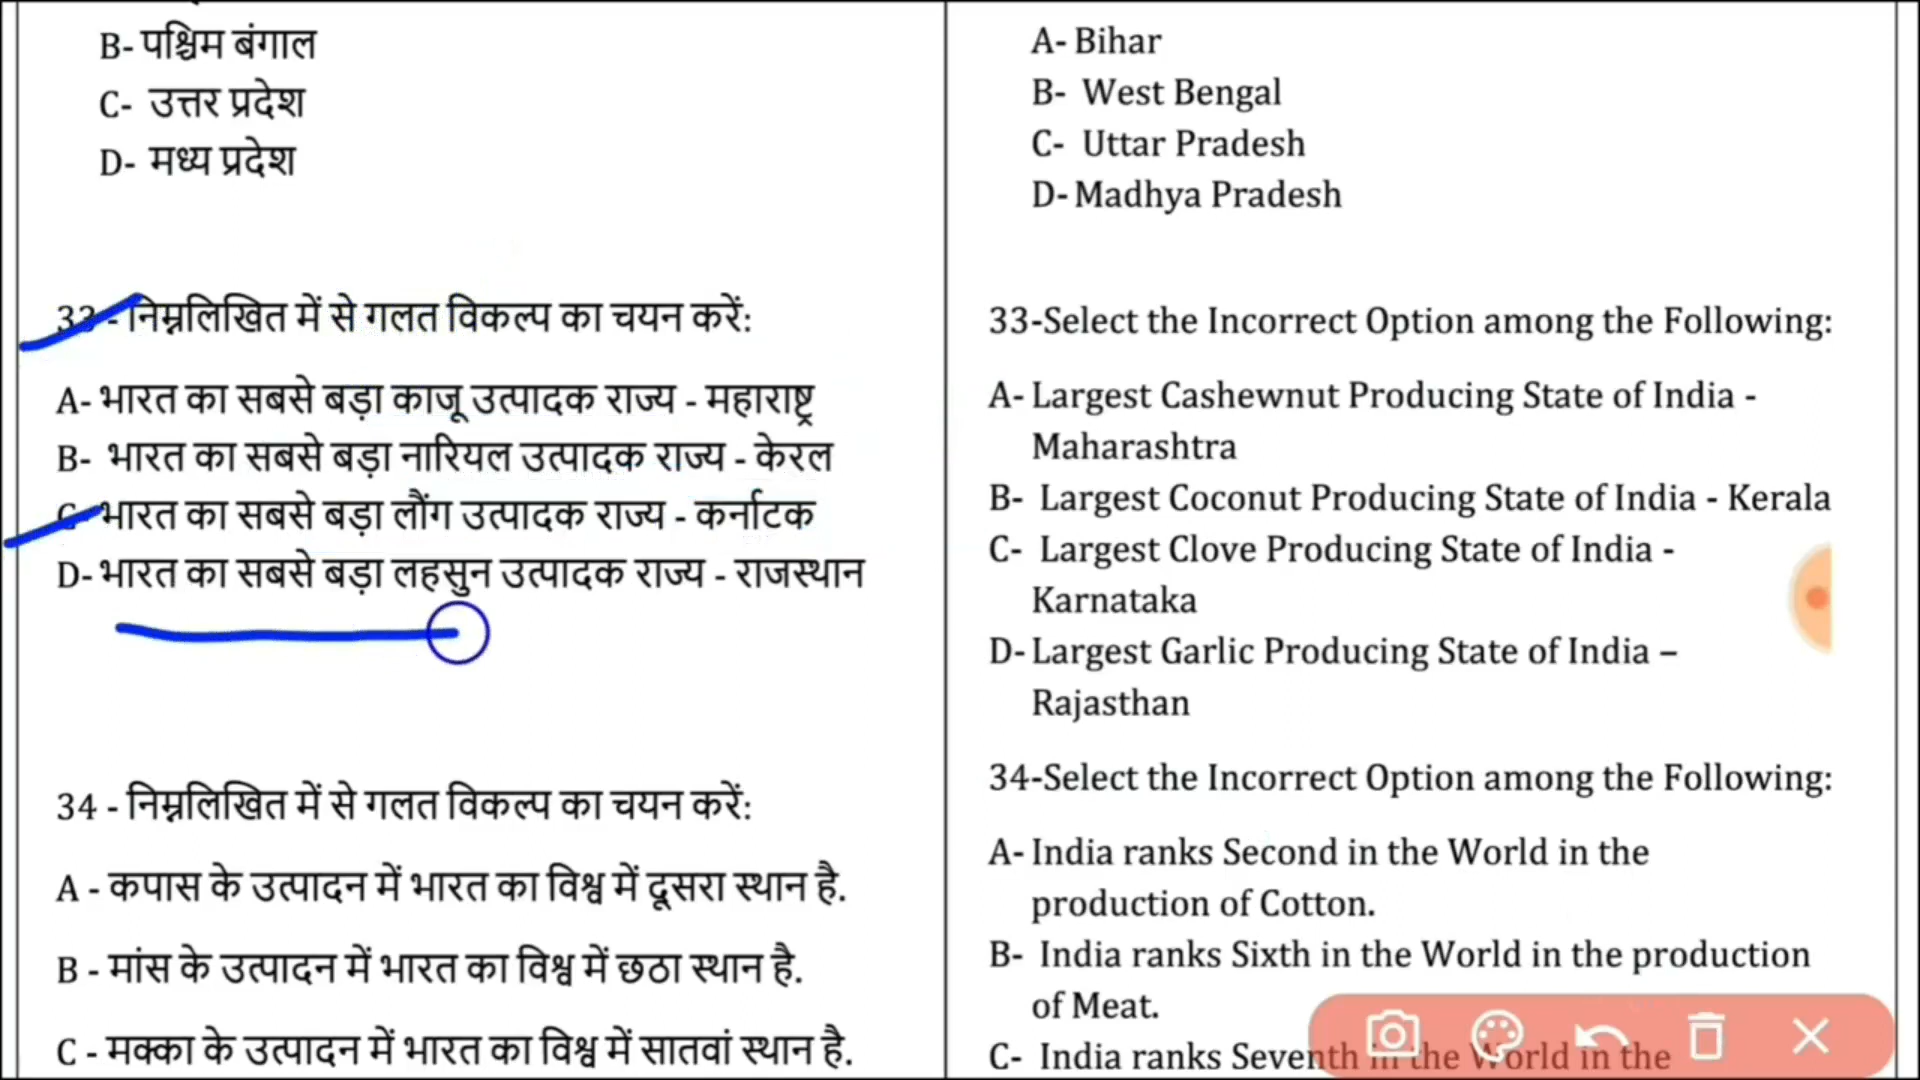 B- पश्चिम बंगाल
C- उत्तर प्रदेश
D- मध्य प्रदेश
33 - निम्नलिखित में से गलत विकल्प का चयन करें:
A- भारत का सबसे बड़ा काजू उत्पादक राज्य - महाराष्ट्र
B- भारत का सबसे बड़ा नारियल उत्पादक राज्य - केरल
C- भारत का सबसे बड़ा लौंग उत्पादक राज्य - कर्नाटक
D- भारत का सबसे बड़ा लहसुन उत्पादक राज्य - राजस्थान
34 - निम्नलिखित में से गलत विकल्प का चयन करें:
A - कपास के उत्पादन में भारत का विश्व में दूसरा स्थान है.
B - मांस के उत्पादन में भारत का विश्व में छठा स्थान है.
C - मक्का के उत्पादन में भारत का विश्व में सातवां स्थान है.
A- Bihar
B- West Bengal
C- Uttar Pradesh
D- Madhya Pradesh
33-Select the Incorrect Option among the Following:
A- Largest Cashewnut Producing State of India -
Maharashtra
B- Largest Coconut Producing State of India - Kerala
C- Largest Clove Producing State of India -
Karnataka
D- Largest Garlic Producing State of India –
Rajasthan
34-Select the Incorrect Option among the Following:
A- India ranks Second in the World in the
production of Cotton.
B- India ranks Sixth in the World in the production
of Meat.
C- India ranks Seventh in the World in the